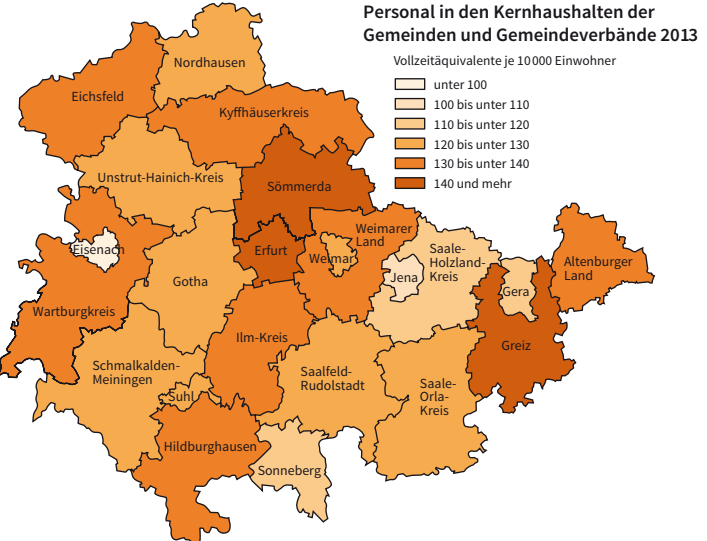 Personal in den Kernhaushalten der
Gemeinden und Gemeindeverbände 2013
Vollzeitäquivalente je 10 000 Einwohner
unter 100
100 bis unter 110
110 bis unter 120
120 bis unter 130
130 bis unter 140
140 und mehr
Nordhausen
Eichsfeld
Kyffhäuserkreis
Unstrut-Hainich-Kreis
Sömmerda
Eisenach
Erfurt
Weimarer
Land
Weimar
Saale-
Holzland-
Kreis
Jena
Gera
Altenburger
Land
Gotha
Wartburgkreis
Ilm-Kreis
Greiz
Schmalkalden-
Meiningen
Suhl
Saalfeld-
Rudolstadt
Saale-
Orla-
Kreis
Hildburghausen
Sonneberg